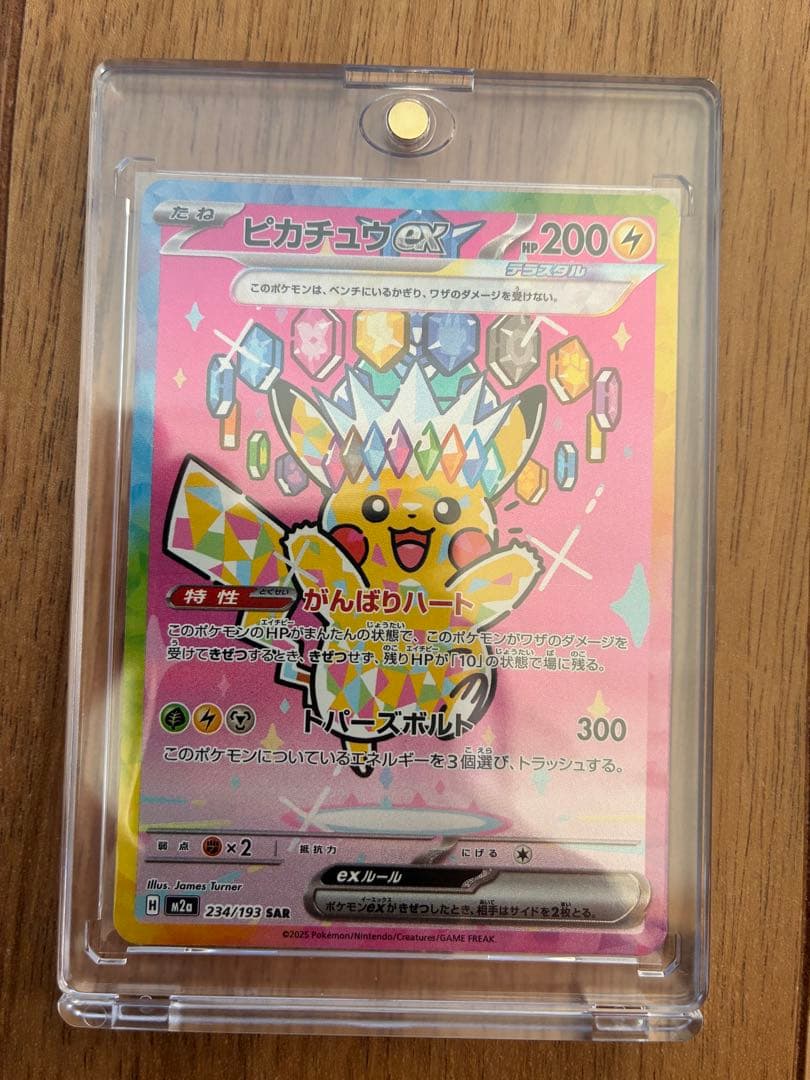 たね
ピカチュウex
HP 200
テラスタル
このポケモンは、ベンチにいるかぎり、ワザのダメージを受けない。
特性 とくせい がんばりハート
このポケモンのHPがまんたんの状態で、このポケモンがワザのダメージを
受けてきぜつするとき、きぜつせず、残りHPが「10」の状態で場に残る。
トパーズボルト 300
このポケモンについているエネルギーを3個選び、トラッシュする。
弱点 ×2 抵抗力 にげる
exルール
ポケモンexがきぜつしたとき、相手はサイドを2枚とる。
Illus. James Turner
H M2a 234/193 SAR
©2025 Pokémon/Nintendo/Creatures/GAME FREAK